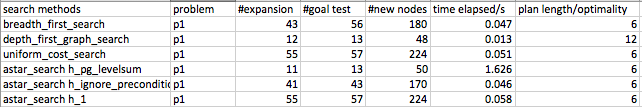 search methods problem #expansion #goal test #new nodes time elapsed/s plan length/optimality
breadth_first_search p1 43 56 180 0.047 6
depth_first_graph_search p1 12 13 48 0.013 12
uniform_cost_search p1 55 57 224 0.051 6
astar_search h_pg_levelsum p1 11 13 50 1.626 6
astar_search h_ignore_preconditic p1 41 43 170 0.046 6
astar_search h_1 p1 55 57 224 0.058 6